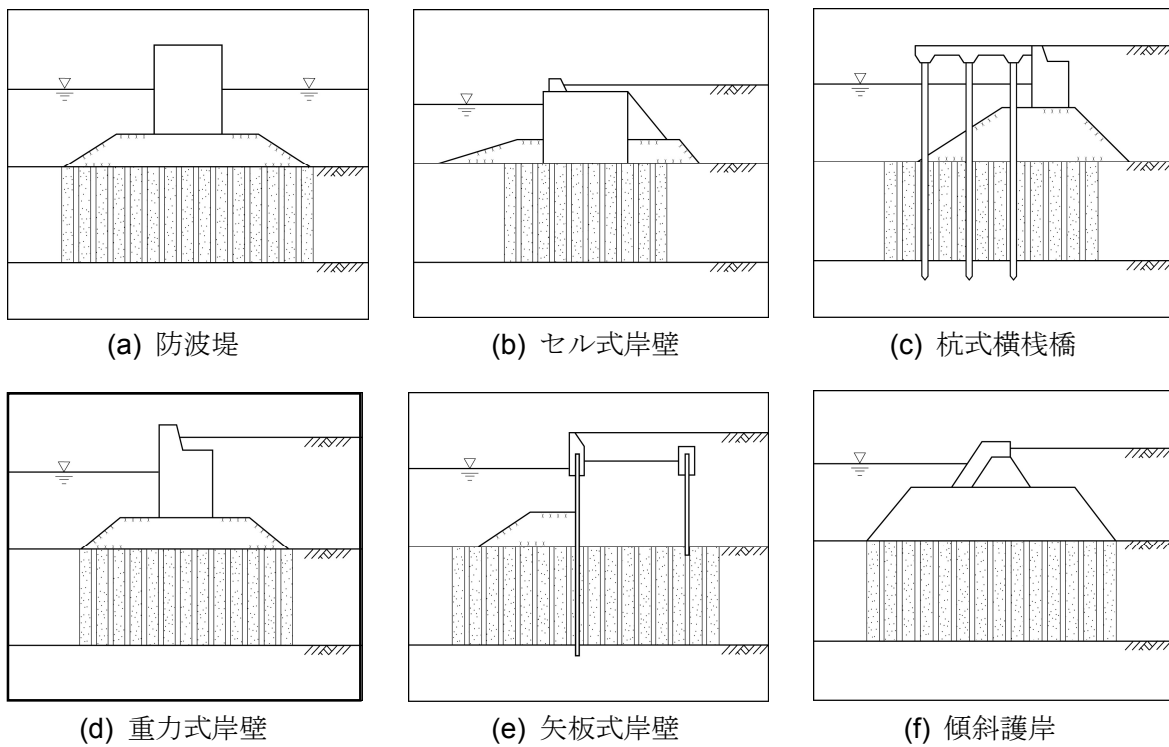 (a) 防波堤
(b) セル式岸壁
(c) 杭式横桟橋
(d) 重力式岸壁
(e) 矢板式岸壁
(f) 傾斜護岸